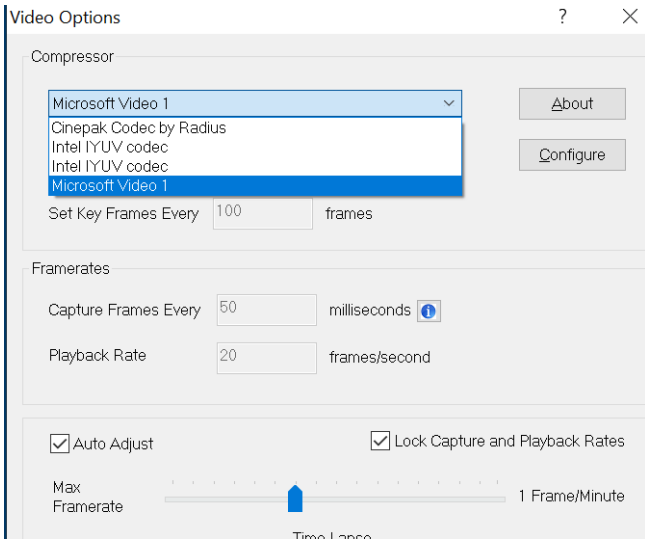 Video Options
?
Compressor
Microsoft Video 1
About
Cinepak Codec by Radius
Intel IYUV codec
Intel IYUV codec
Microsoft Video 1
Configure
Set Key Frames Every 100 frames
Framerates
Capture Frames Every 50 milliseconds
Playback Rate 20 frames/second
Auto Adjust
Lock Capture and Playback Rates
Max
Framerate
1 Frame/Minute
Time Lapse